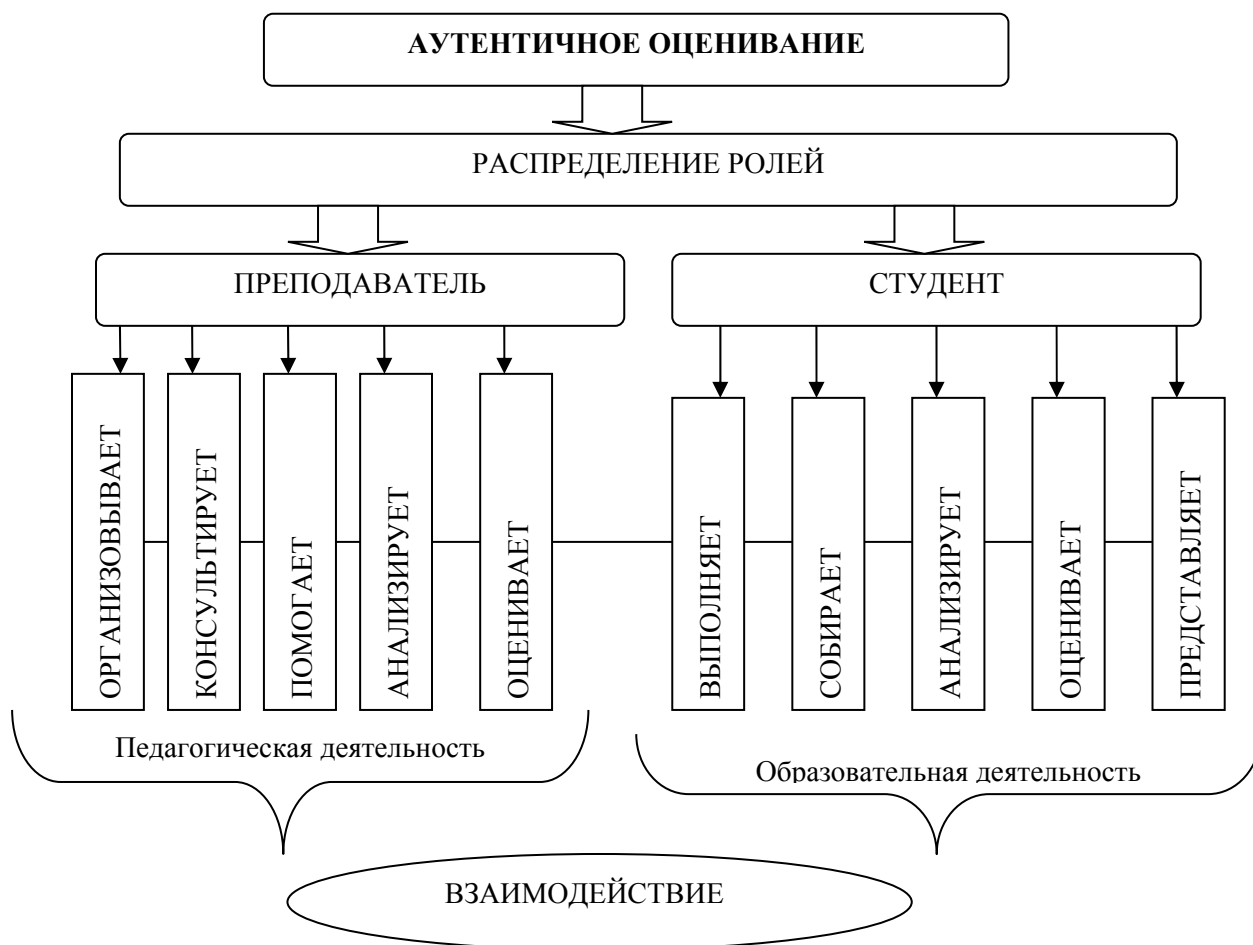 АУТЕНТИЧНОЕ ОЦЕНИВАНИЕ
РАСПРЕДЕЛЕНИЕ РОЛЕЙ
ПРЕПОДАВАТЕЛЬ
СТУДЕНТ
ОРГАНИЗОВЫВАЕТ
КОНСУЛЬТИРУЕТ
ПОМОГАЕТ
АНАЛИЗИРУЕТ
ОЦЕНИВАЕТ
ВЫПОЛНЯЕТ
СОБИРАЕТ
АНАЛИЗИРУЕТ
ОЦЕНИВАЕТ
ПРЕДСТАВЛЯЕТ
Педагогическая деятельность
Образовательная деятельность
ВЗАИМОДЕЙСТВИЕ